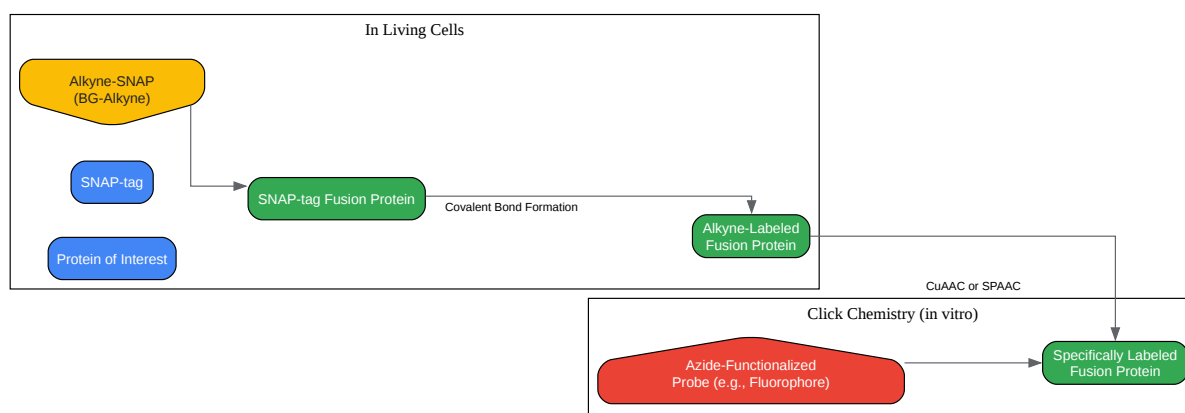 In Living Cells
Alkyne-SNAP
(BG-Alkyne)
SNAP-tag
SNAP-tag Fusion Protein
Covalent Bond Formation
Alkyne-Labeled
Fusion Protein
Protein of Interest
CuAAC or SPAAC
Click Chemistry (in vitro)
Azide-Functionalized
Probe (e.g., Fluorophore)
Specifically Labeled
Fusion Protein